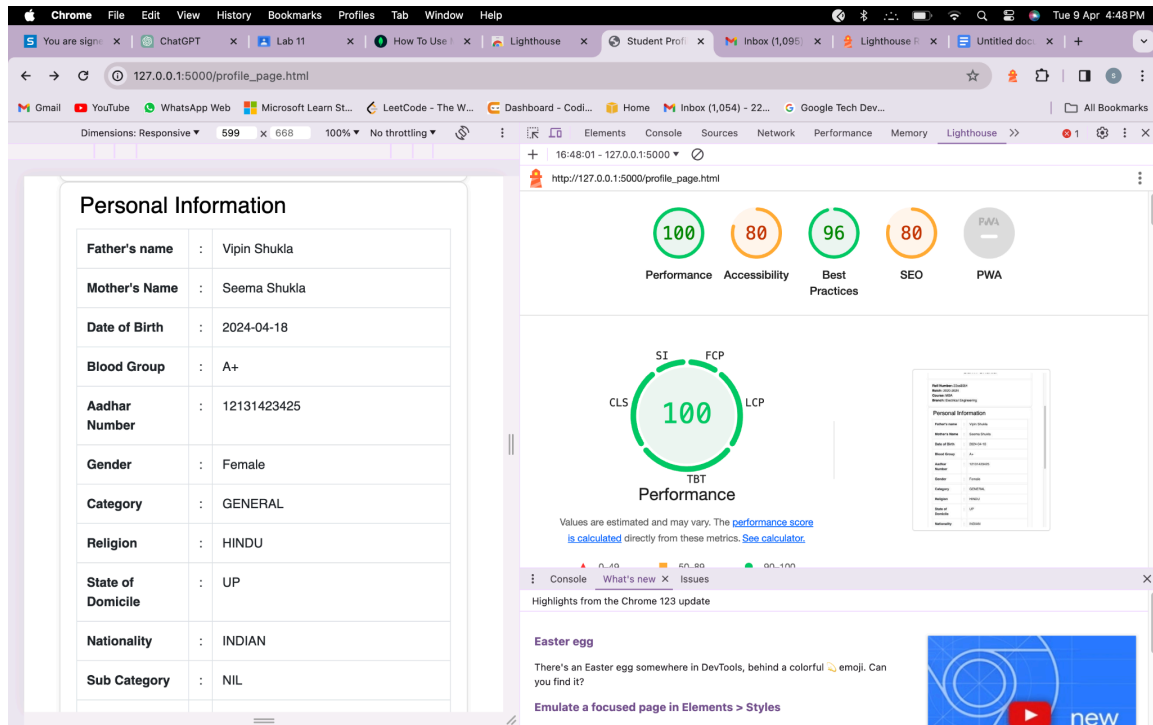 Chrome File Edit View History Bookmarks Profiles Tab Window Help
Tue 9 Apr 4:48 PM
You are signe
ChatGPT
Lab 11
How To Use
Lighthouse
Student Profi
Inbox (1,095)
Lighthouse R
Untitled doc
127.0.0.1:5000/profile_page.html
Gmail
YouTube
WhatsApp Web
Microsoft Learn St...
LeetCode - The W...
Dashboard - Codi...
Home
Inbox (1,054) - 22...
Google Tech Dev...
All Bookmarks
Dimensions: Responsive ▼ 599 x 668 100% ▼ No throttling ▼
Elements Console Sources Network Performance Memory Lighthouse >> 1
16:48:01 - 127.0.0.1:5000 ▼
http://127.0.0.1:5000/profile_page.html
Personal Information
Father's name : Vipin Shukla
Mother's Name : Seema Shukla
Date of Birth : 2024-04-18
Blood Group : A+
Aadhar
Number : 12131423425
Gender : Female
Category : GENERAL
Religion : HINDU
State of
Domicile : UP
Nationality : INDIAN
Sub Category : NIL
100 80 96 80 PWA
Performance Accessibility Best
Practices SEO PWA
SI FCP
CLS 100 LCP
TBT
Performance
Values are estimated and may vary. The performance score
is calculated directly from these metrics. See calculator.
0–49 50–89 90–100
Personal Information
Console What's new × Issues
Highlights from the Chrome 123 update
Easter egg
There's an Easter egg somewhere in DevTools, behind a colorful 💫 emoji. Can
you find it?
Emulate a focused page in Elements > Styles
new